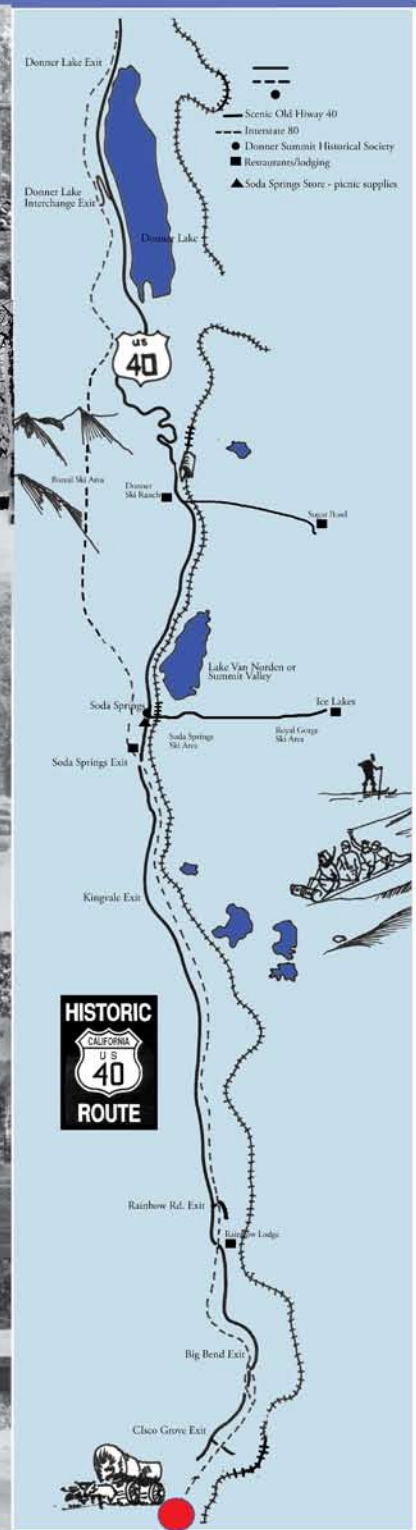 Donner Lake Exit
Scenic Old Hiway 40
Interstate 80
Donner Summit Historical Society
Restaurants/lodging
Soda Springs Store - picnic supplies
Donner Lake
Interchange Exit
Donner Lake
US
40
Boreal Ski Area
Donner
Ski Ranch
Sugar Bowl
Lake Van Norden or
Summit Valley
Soda Springs
Ice Lakes
Soda Springs
Ski Area
Royal Gorge
Ski Area
Soda Springs Exit
Kingvale Exit
HISTORIC
CALIFORNIA
US
40
ROUTE
Rainbow Rd. Exit
Rainbow Lodge
Big Bend Exit
Cisco Grove Exit